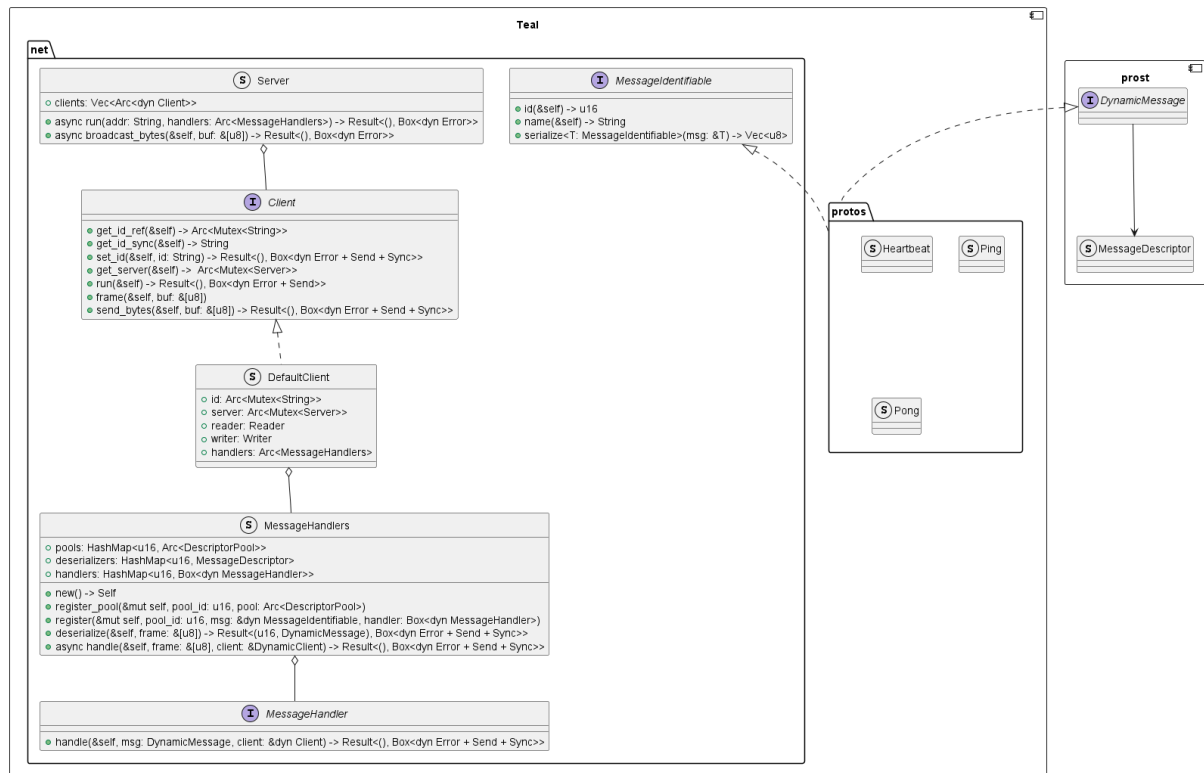 Teal
net
S Server
clients: Vec<Arc<dyn Client>>
async run(addr: String, handlers: Arc<MessageHandlers>) -> Result<(), Box<dyn Error>>
async broadcast_bytes(&self, buf: &[u8]) -> Result<(), Box<dyn Error>>
I MessageIdentifiable
id(&self) -> u16
name(&self) -> String
serialize<T: MessageIdentifiable>(msg: &T) -> Vec<u8>
I Client
get_id_ref(&self) -> Arc<Mutex<String>>
get_id_sync(&self) -> String
set_id(&self, id: String) -> Result<(), Box<dyn Error + Send + Sync>>
get_server(&self) -> Arc<Mutex<Server>>
run(&self) -> Result<(), Box<dyn Error + Send>>
frame(&self, buf: &[u8])
send_bytes(&self, buf: &[u8]) -> Result<(), Box<dyn Error + Send + Sync>>
S DefaultClient
id: Arc<Mutex<String>>
server: Arc<Mutex<Server>>
reader: Reader
writer: Writer
handlers: Arc<MessageHandlers>
S MessageHandlers
pools: HashMap<u16, Arc<DescriptorPool>>
deserializers: HashMap<u16, MessageDescriptor>
handlers: HashMap<u16, Box<dyn MessageHandler>>
new() -> Self
register_pool(&mut self, pool_id: u16, pool: Arc<DescriptorPool>)
register(&mut self, pool_id: u16, msg: &dyn MessageIdentifiable, handler: Box<dyn MessageHandler>)
deserialize(&self, frame: &[u8]) -> Result<(u16, DynamicMessage), Box<dyn Error + Send + Sync>>
async handle(&self, frame: &[u8], client: &DynamicClient) -> Result<(), Box<dyn Error + Send + Sync>>
I MessageHandler
handle(&self, msg: DynamicMessage, client: &dyn Client) -> Result<(), Box<dyn Error + Send + Sync>>
protos
S Heartbeat
S Ping
S Pong
prost
I DynamicMessage
S MessageDescriptor